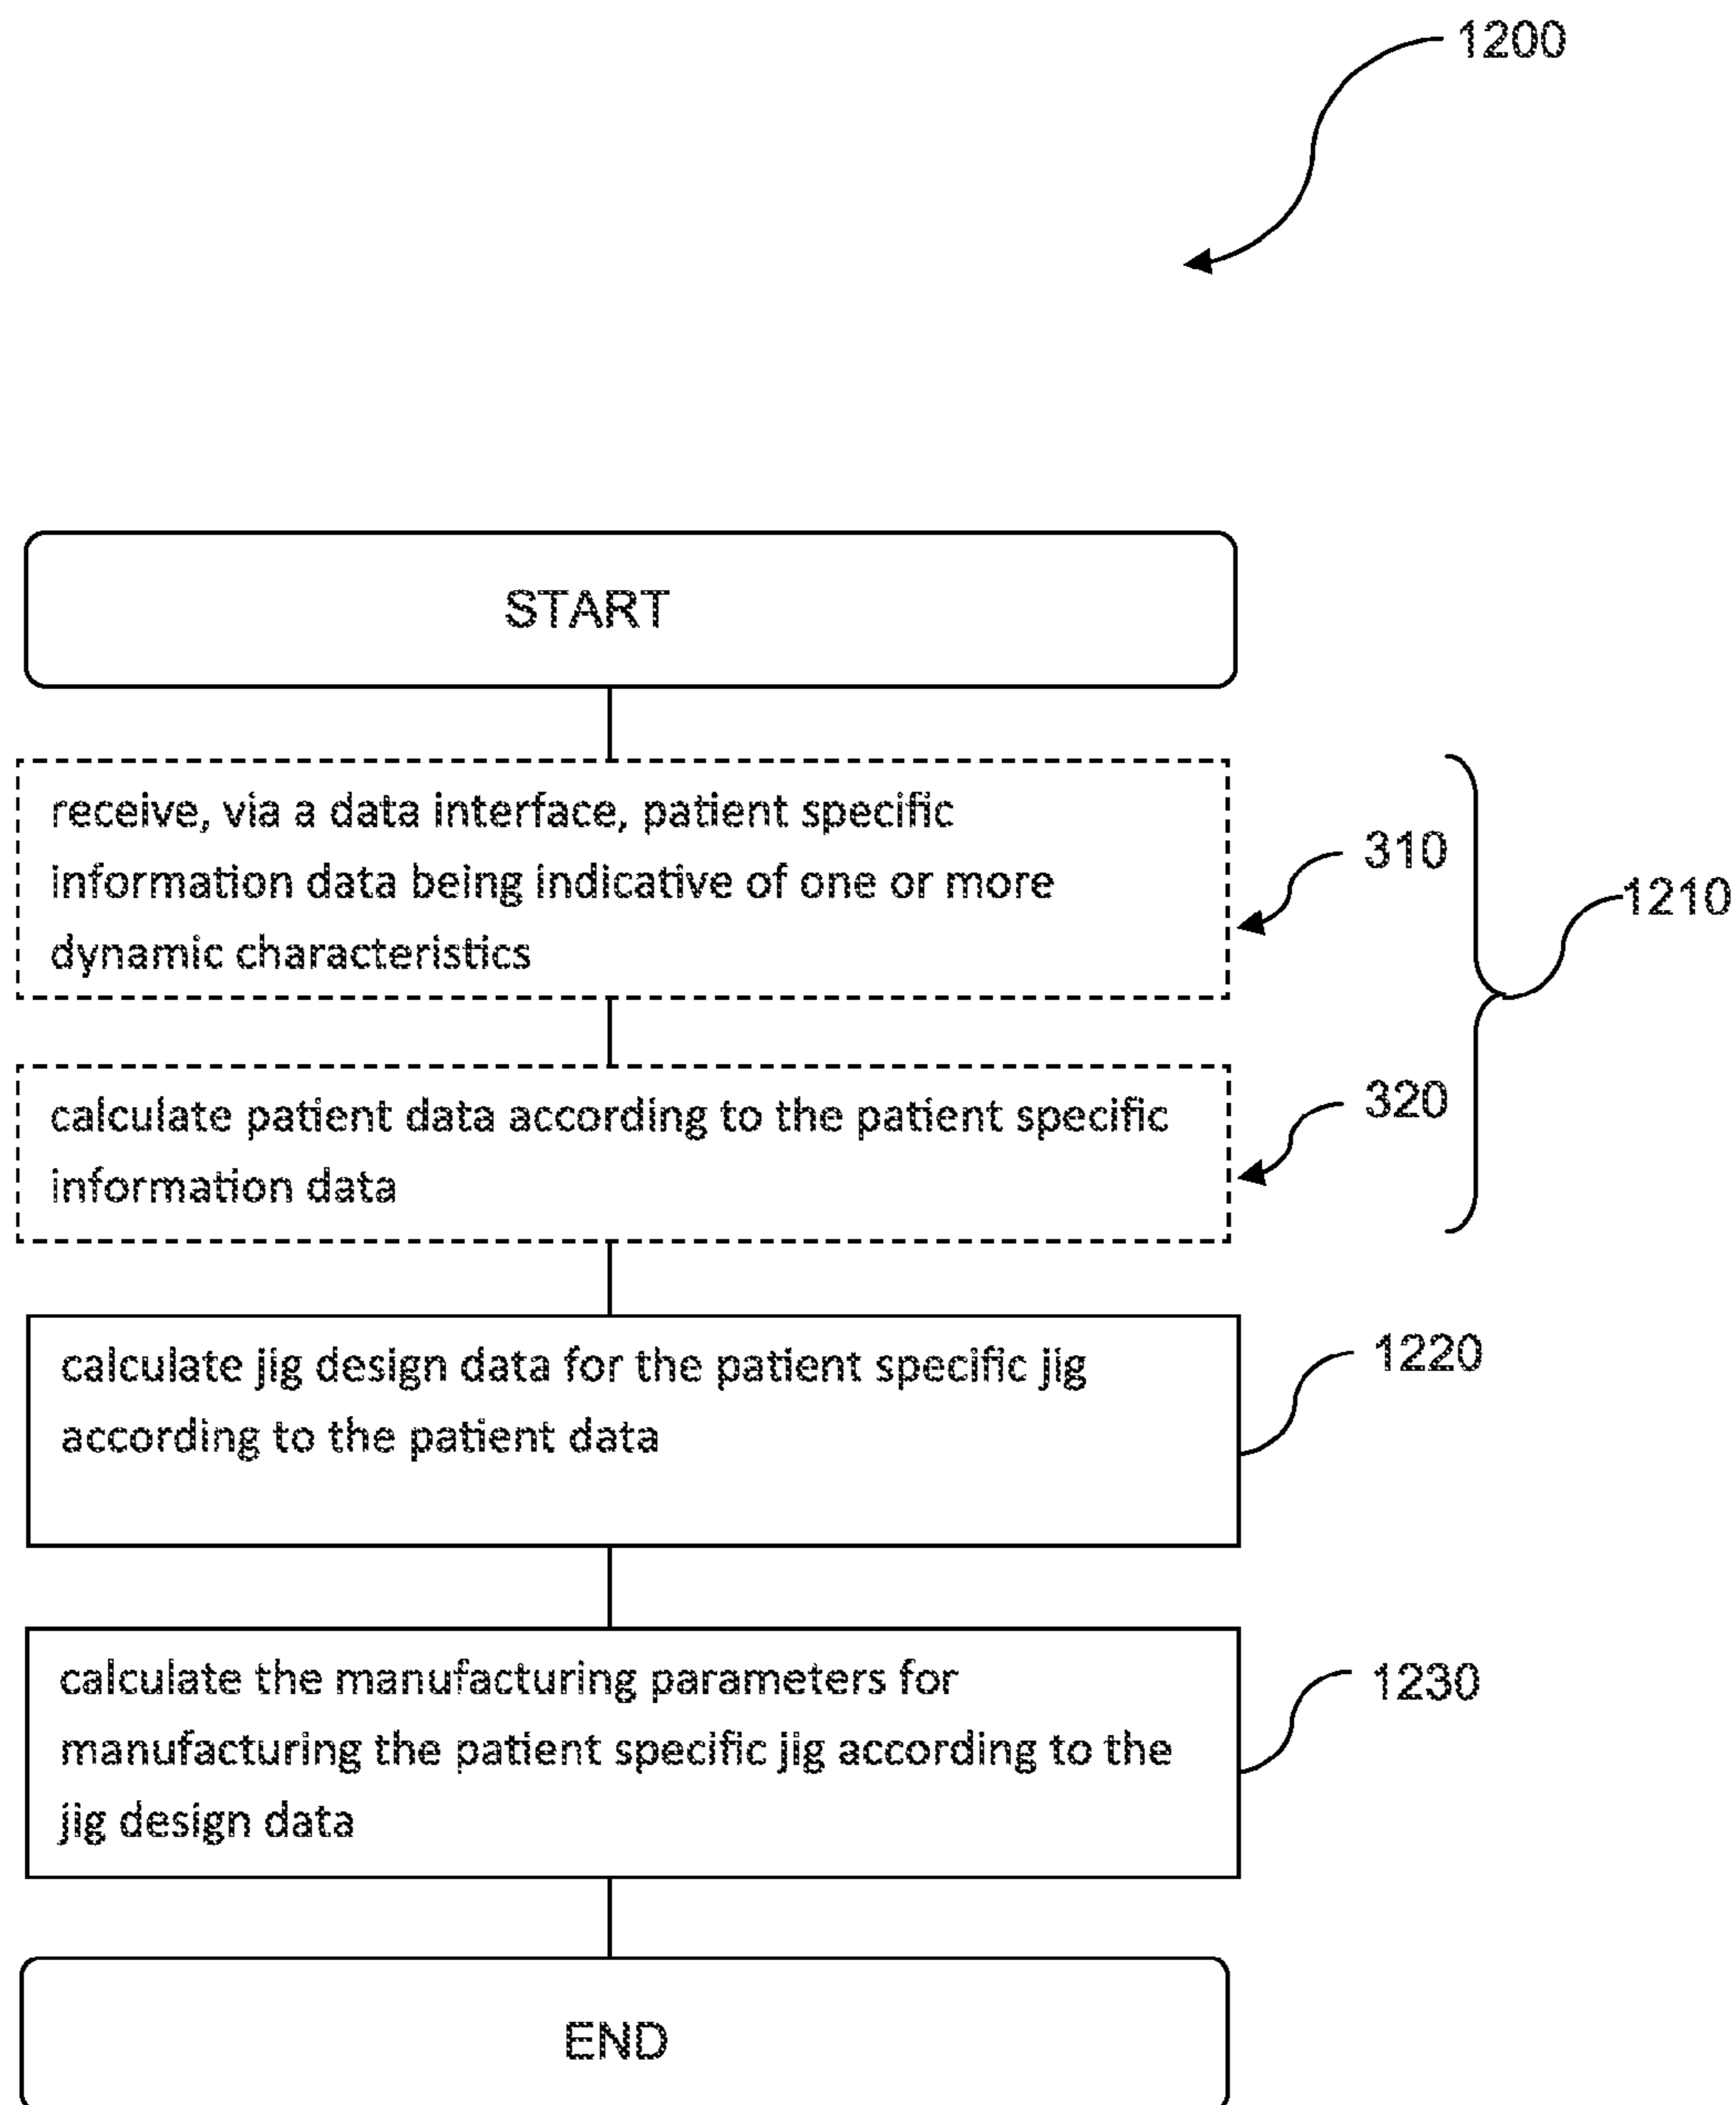 1200
START
receive, via a data interface, patient specific
information data being indicative of one or more
dynamic characteristics
310
1210
calculate patient data according to the patient specific
information data
320
calculate jig design data for the patient specific jig
according to the patient data
1220
calculate the manufacturing parameters for
manufacturing the patient specific jig according to the
jig design data
1230
END